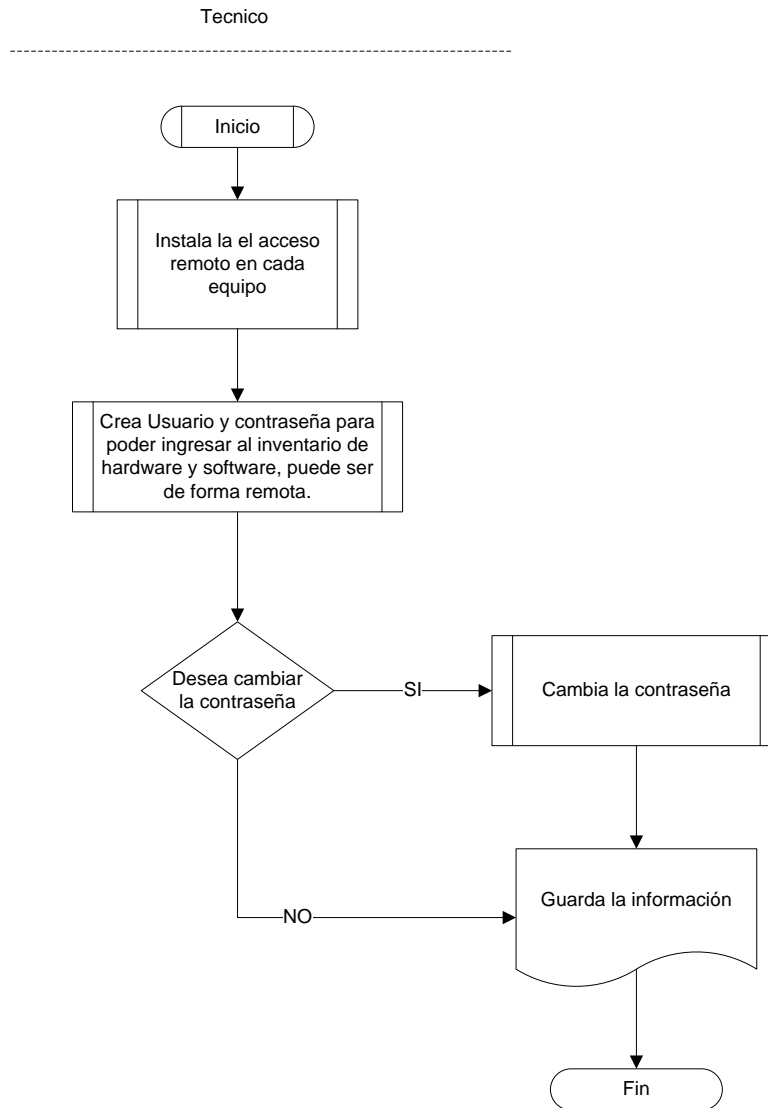 Tecnico
Inicio
Instala la el acceso
remoto en cada
equipo
Crea Usuario y contraseña para
poder ingresar al inventario de
hardware y software, puede ser
de forma remota.
Desea cambiar
la contraseña
SI
Cambia la contraseña
Guarda la información
NO
Fin